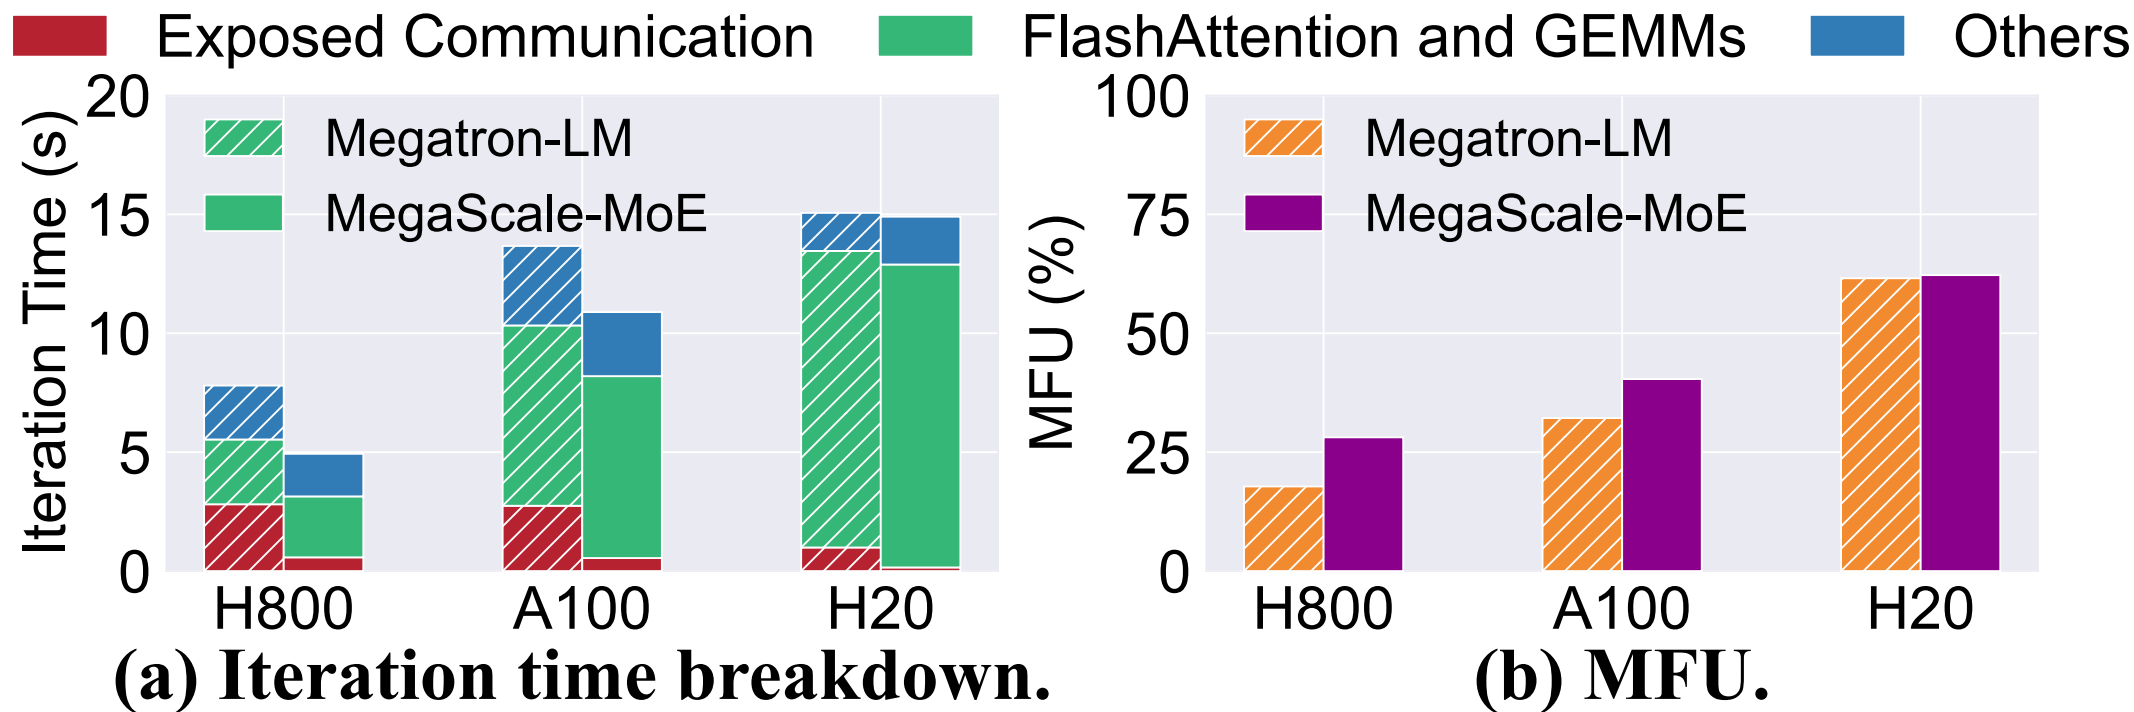 Exposed Communication FlashAttention and GEMMs Others
Iteration Time (s)
20
15
10
5
0
Megatron-LM
MegaScale-MoE
H800 A100 H20
(a) Iteration time breakdown.
MFU (%)
100
75
50
25
0
Megatron-LM
MegaScale-MoE
H800 A100 H20
(b) MFU.